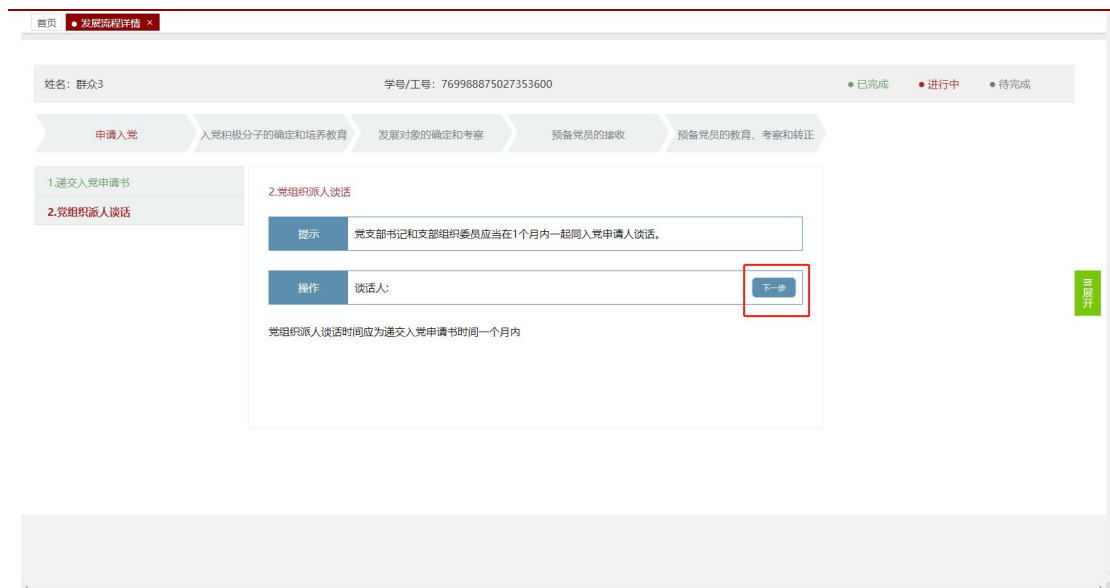 首页 ● 发展流程详情 ×
姓名：群众3 学号/工号：769988875027353600 ● 已完成 ● 进行中 ● 待完成
申请入党 入党积极分子的确定和培养教育 发展对象的确定和考察 预备党员的接收 预备党员的教育、考察和转正
1.递交入党申请书
2.党组织派人谈话
2.党组织派人谈话
提示 党支部书记和支部组织委员应当在1个月内一起同入党申请人谈话。
操作 谈话人: 下一步
党组织派人谈话时间应为递交入党申请书时间一个月内
展开